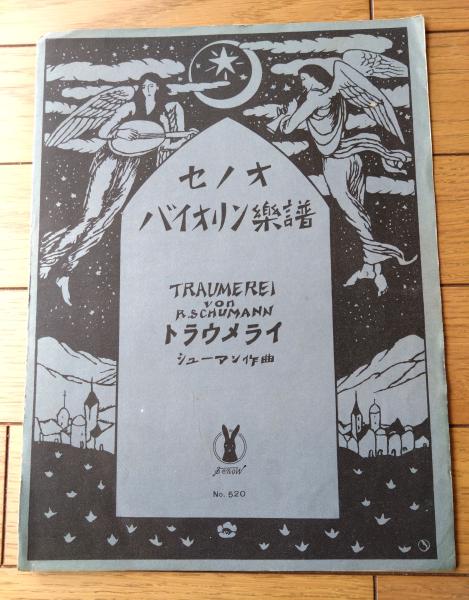 セノオ
バイオリン樂譜
TRAUMEREI
von
R.SCHUMANN
トラウメライ
シューマン作曲
SENOW
No. 520